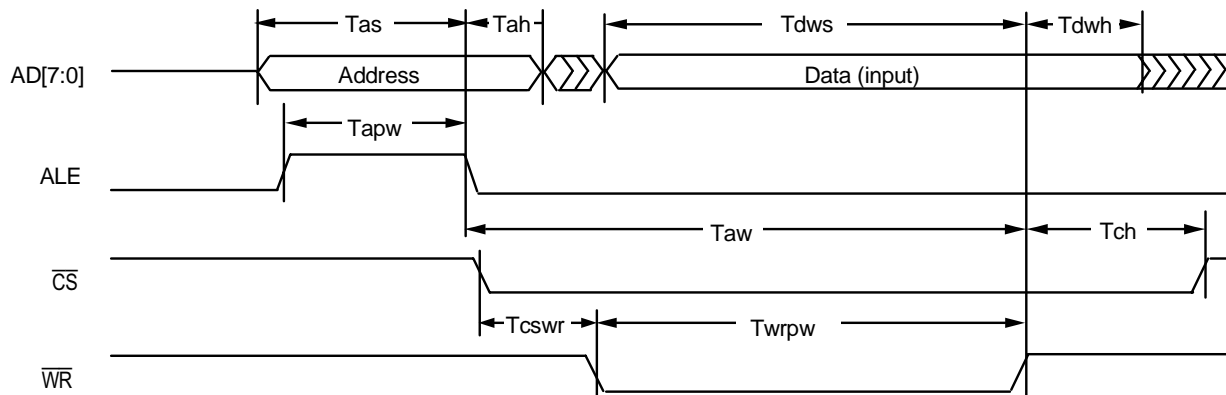 Tas Tah Tdws Tdwh
AD[7:0] Address Data (input)
Tapw
ALE
Taw Tch
CS
Tcswr Twrpw
WR